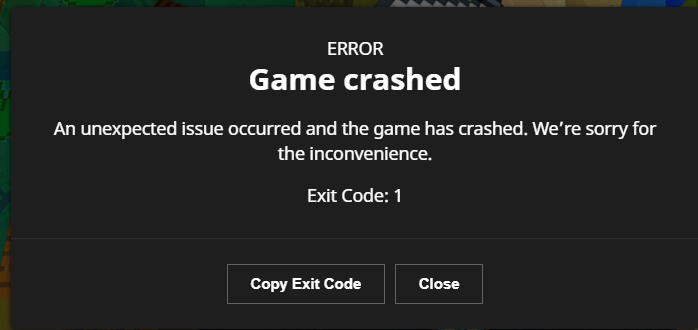 ERROR
Game crashed
An unexpected issue occurred and the game has crashed. We’re sorry for
the inconvenience.
Exit Code: 1
Copy Exit Code
Close